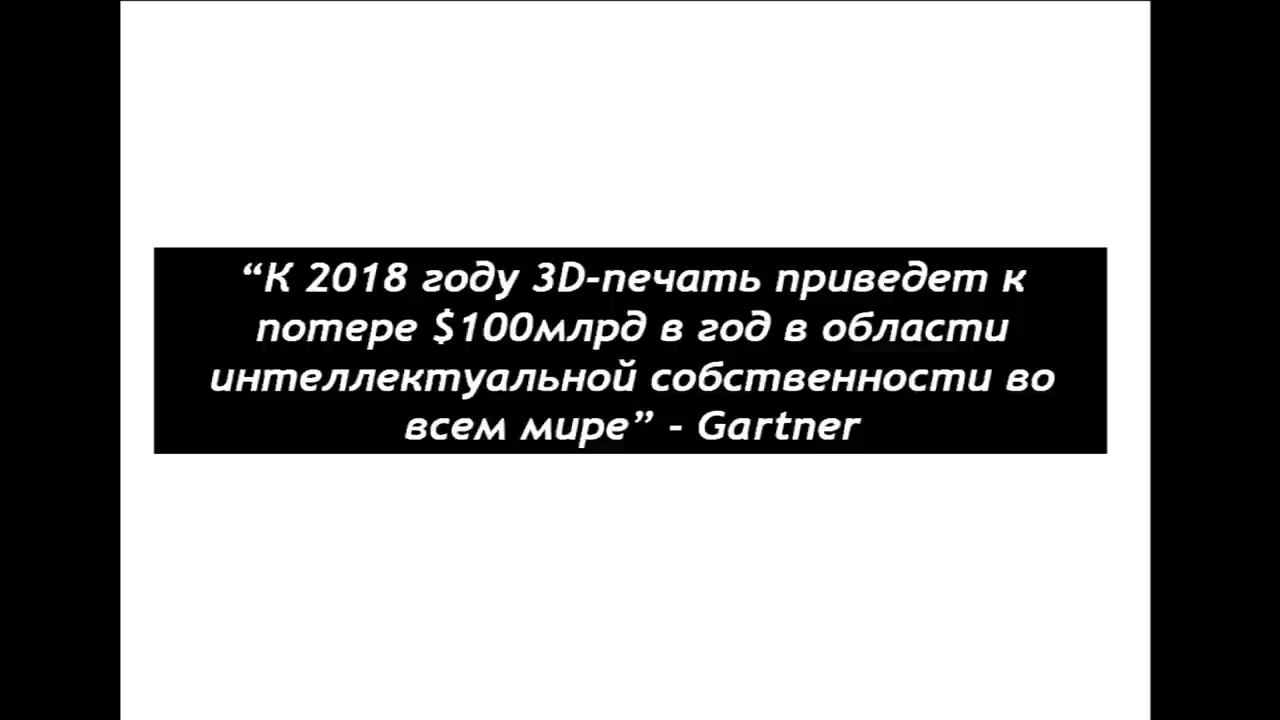 “К 2018 году 3D-печать приведет к
потере $100млрд в год в области
интеллектуальной собственности во
всем мире” - Gartner